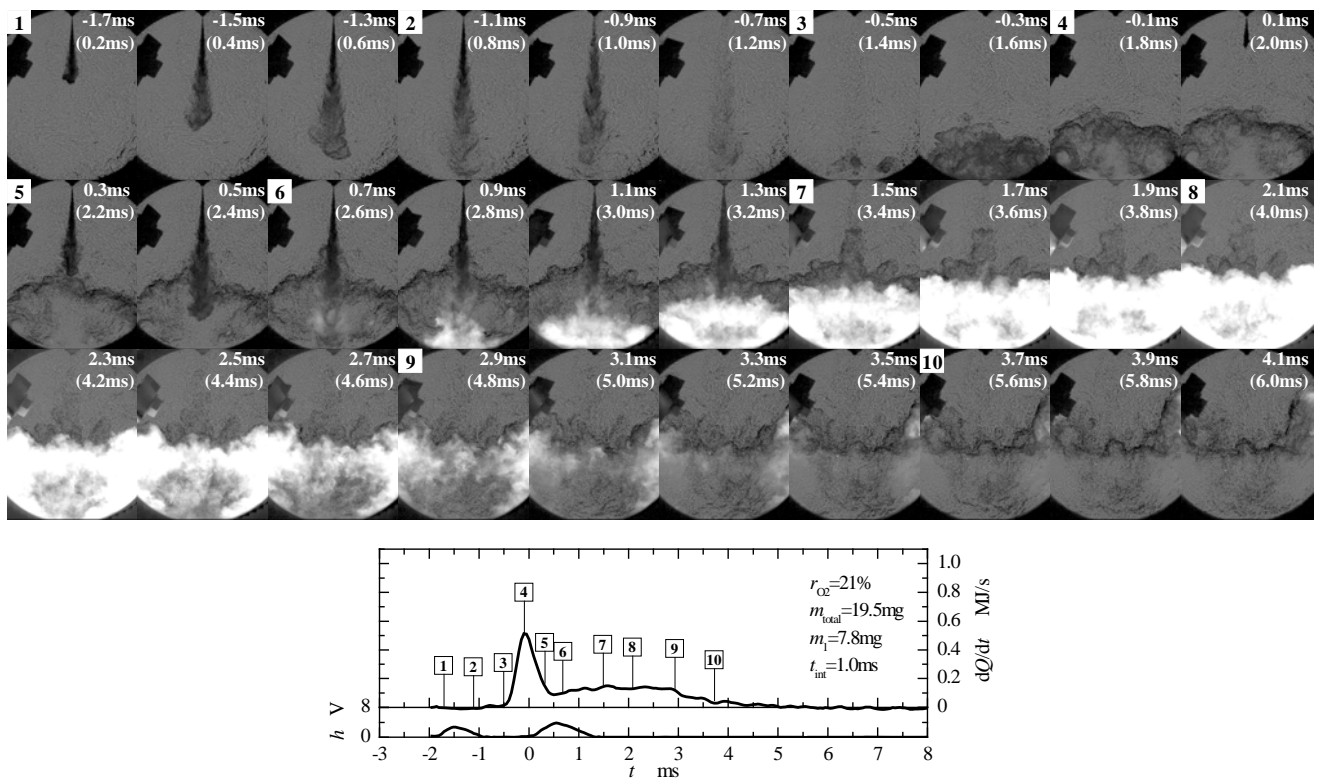 1 -1.7ms -1.5ms -1.3ms 2 -1.1ms -0.9ms -0.7ms 3 -0.5ms -0.3ms 4 -0.1ms 0.1ms
(0.2ms) (0.4ms) (0.6ms) (0.8ms) (1.0ms) (1.2ms) (1.4ms) (1.6ms) (1.8ms) (2.0ms)
5 0.3ms 0.5ms 6 0.7ms 0.9ms 1.1ms 1.3ms 7 1.5ms 1.7ms 1.9ms 8 2.1ms
(2.2ms) (2.4ms) (2.6ms) (2.8ms) (3.0ms) (3.2ms) (3.4ms) (3.6ms) (3.8ms) (4.0ms)
2.3ms 2.5ms 2.7ms 9 2.9ms 3.1ms 3.3ms 3.5ms 10 3.7ms 3.9ms 4.1ms
(4.2ms) (4.4ms) (4.6ms) (4.8ms) (5.0ms) (5.2ms) (5.4ms) (5.6ms) (5.8ms) (6.0ms)
1.0
0.8
0.6
0.4
0.2
0
dQ/dt MJ/s
rO2=21%
mtotal=19.5mg
m1=7.8mg
tint=1.0ms
4
1 2 3 5 6 7 8 9 10
8
0
h V
-3 -2 -1 0 1 2 3 4 5 6 7 8
t ms